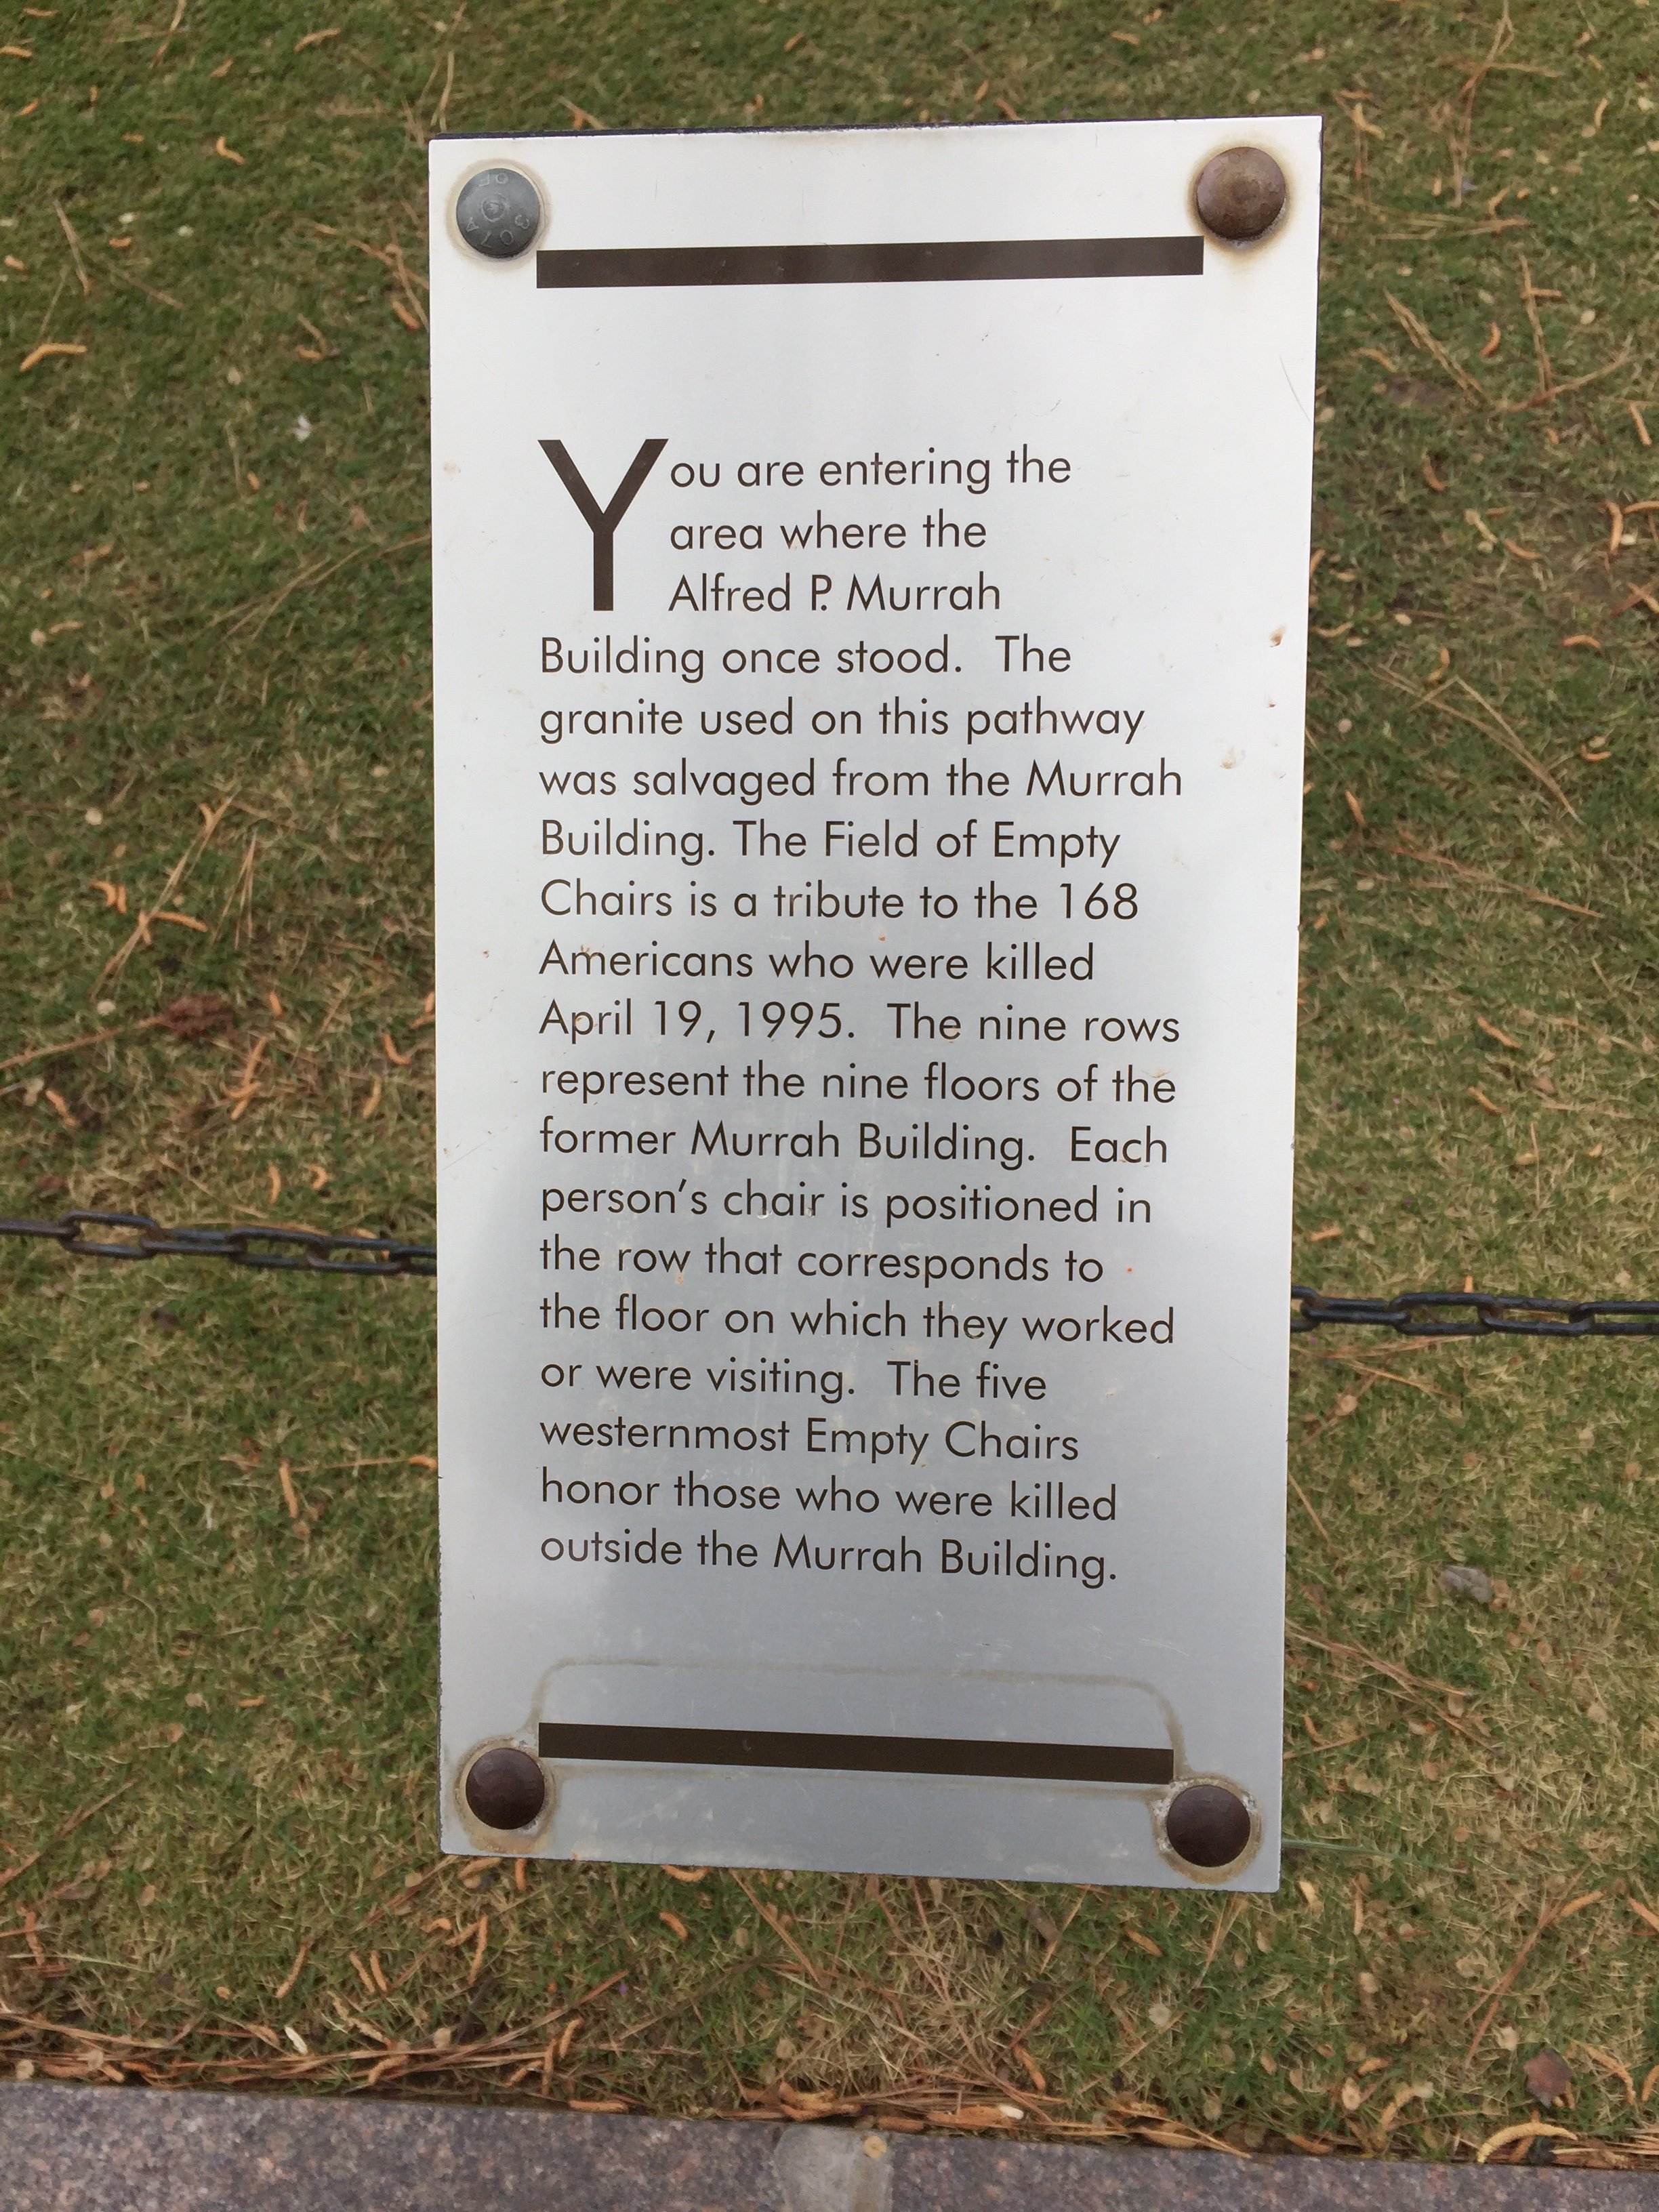 You are entering the
area where the
Alfred P. Murrah
Building once stood.  The
granite used on this pathway
was salvaged from the Murrah
Building. The Field of Empty
Chairs is a tribute to the 168
Americans who were killed
April 19, 1995.  The nine rows
represent the nine floors of the
former Murrah Building.  Each
person’s chair is positioned in
the row that corresponds to
the floor on which they worked
or were visiting.  The five
westernmost Empty Chairs
honor those who were killed
outside the Murrah Building.